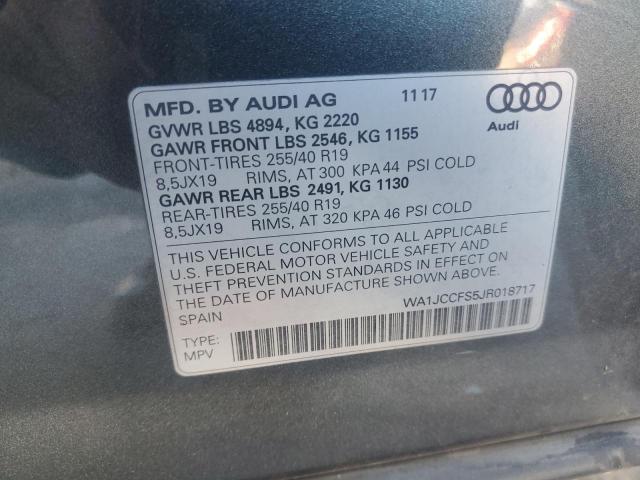 MFD. BY AUDI AG 11 17
GVWR LBS 4894, KG 2220
GAWR FRONT LBS 2546, KG 1155
FRONT-TIRES 255/40 R19
8,5JX19 RIMS, AT 300 KPA 44 PSI COLD
GAWR REAR LBS 2491, KG 1130
REAR-TIRES 255/40 R19
8,5JX19 RIMS, AT 320 KPA 46 PSI COLD
Audi
THIS VEHICLE CONFORMS TO ALL APPLICABLE
U.S. FEDERAL MOTOR VEHICLE SAFETY AND
THEFT PREVENTION STANDARDS IN EFFECT ON
THE DATE OF MANUFACTURE SHOWN ABOVE.
SPAIN
WA1JCCFS5JR018717
TYPE:
MPV